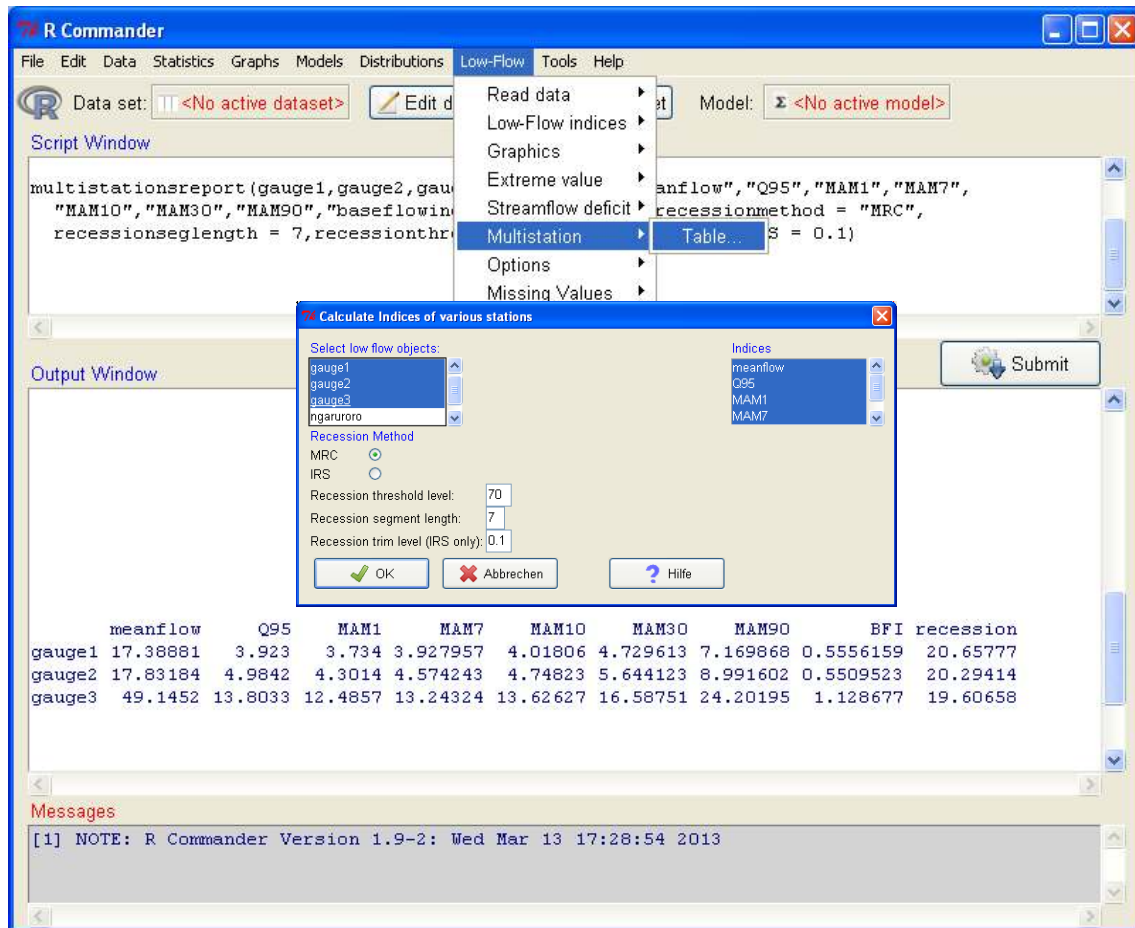 R Commander
File Edit Data Statistics Graphs Models Distributions Low-Flow Tools Help
Data set: <No active dataset> Edit d et Model: Σ <No active model>
Read data
Low-Flow indices
Graphics
Extreme value
Streamflow deficit
Multistation
Table...
Options
Missing Values
Script Window
multistationsreport(gauge1,gauge2,gau anflow","Q95","MAM1","MAM7",
"MAM10","MAM30","MAM90","baseflowin recessionmethod = "MRC",
recessionseglength = 7,recessionthre S = 0.1)
Submit
Output Window
Calculate Indices of various stations
Select low flow objects:
gauge1
gauge2
gauge3
ngaruroro
Indices
meanflow
Q95
MAM1
MAM7
Recession Method
MRC
IRS
Recession threshold level: 70
Recession segment length: 7
Recession trim level (IRS only): 0.1
OK Abbrechen Hilfe
meanflow Q95 MAM1 MAM7 MAM10 MAM30 MAM90 BFI recession
gauge1 17.38881 3.923 3.734 3.927957 4.01806 4.729613 7.169868 0.5556159 20.65777
gauge2 17.83184 4.9842 4.3014 4.574243 4.74823 5.644123 8.991602 0.5509523 20.29414
gauge3 49.1452 13.8033 12.4857 13.24324 13.62627 16.58751 24.20195 1.128677 19.60658
Messages
[1] NOTE: R Commander Version 1.9-2: Wed Mar 13 17:28:54 2013